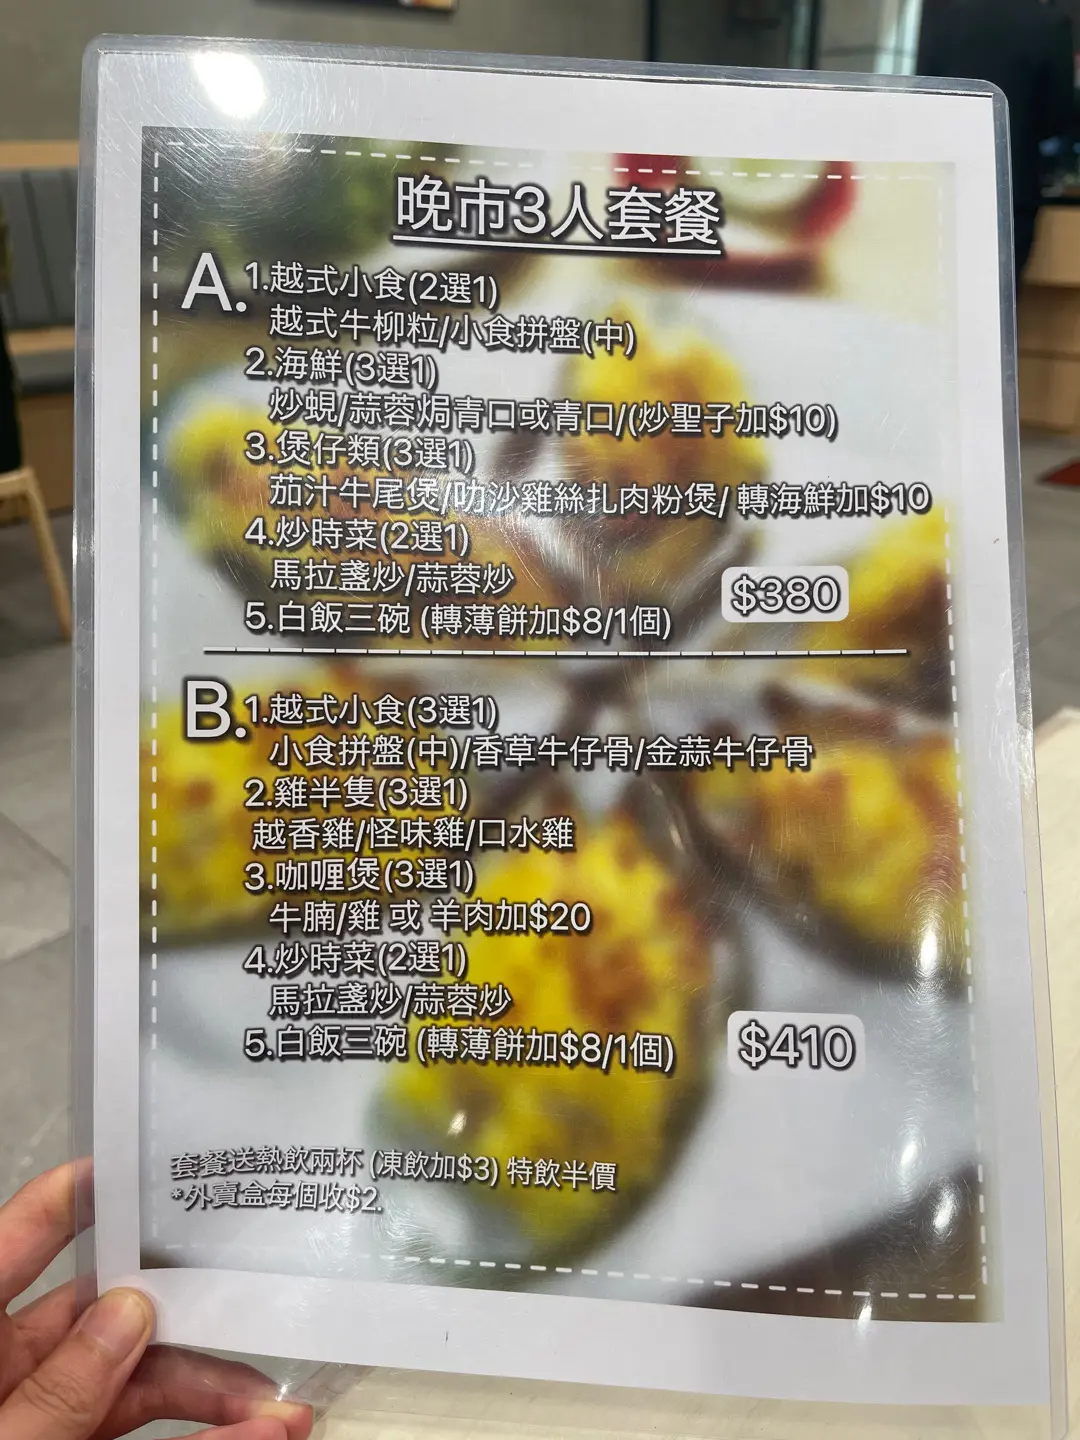 晚市3人套餐
A. 1.越式小食(2選1)
越式牛柳粒/小食拼盤(中)
2.海鮮(3選1)
炒蜆/蒜蓉焗青口或青口/(炒聖子加$10)
3.煲仔類(3選1)
茄汁牛尾煲/叻沙雞絲扎肉粉煲/ 轉海鮮加$10
4.炒時菜(2選1)
馬拉盞炒/蒜蓉炒
5.白飯三碗 (轉薄餅加$8/1個)
$380
B. 1.越式小食(3選1)
小食拼盤(中)/香草牛仔骨/金蒜牛仔骨
2.雞半隻(3選1)
越香雞/怪味雞/口水雞
3.咖喱煲(3選1)
牛腩/雞 或 羊肉加$20
4.炒時菜(2選1)
馬拉盞炒/蒜蓉炒
5.白飯三碗 (轉薄餅加$8/1個)
$410
套餐送熱飲兩杯 (凍飲加$3) 特飲半價
*外賣盒每個收$2.